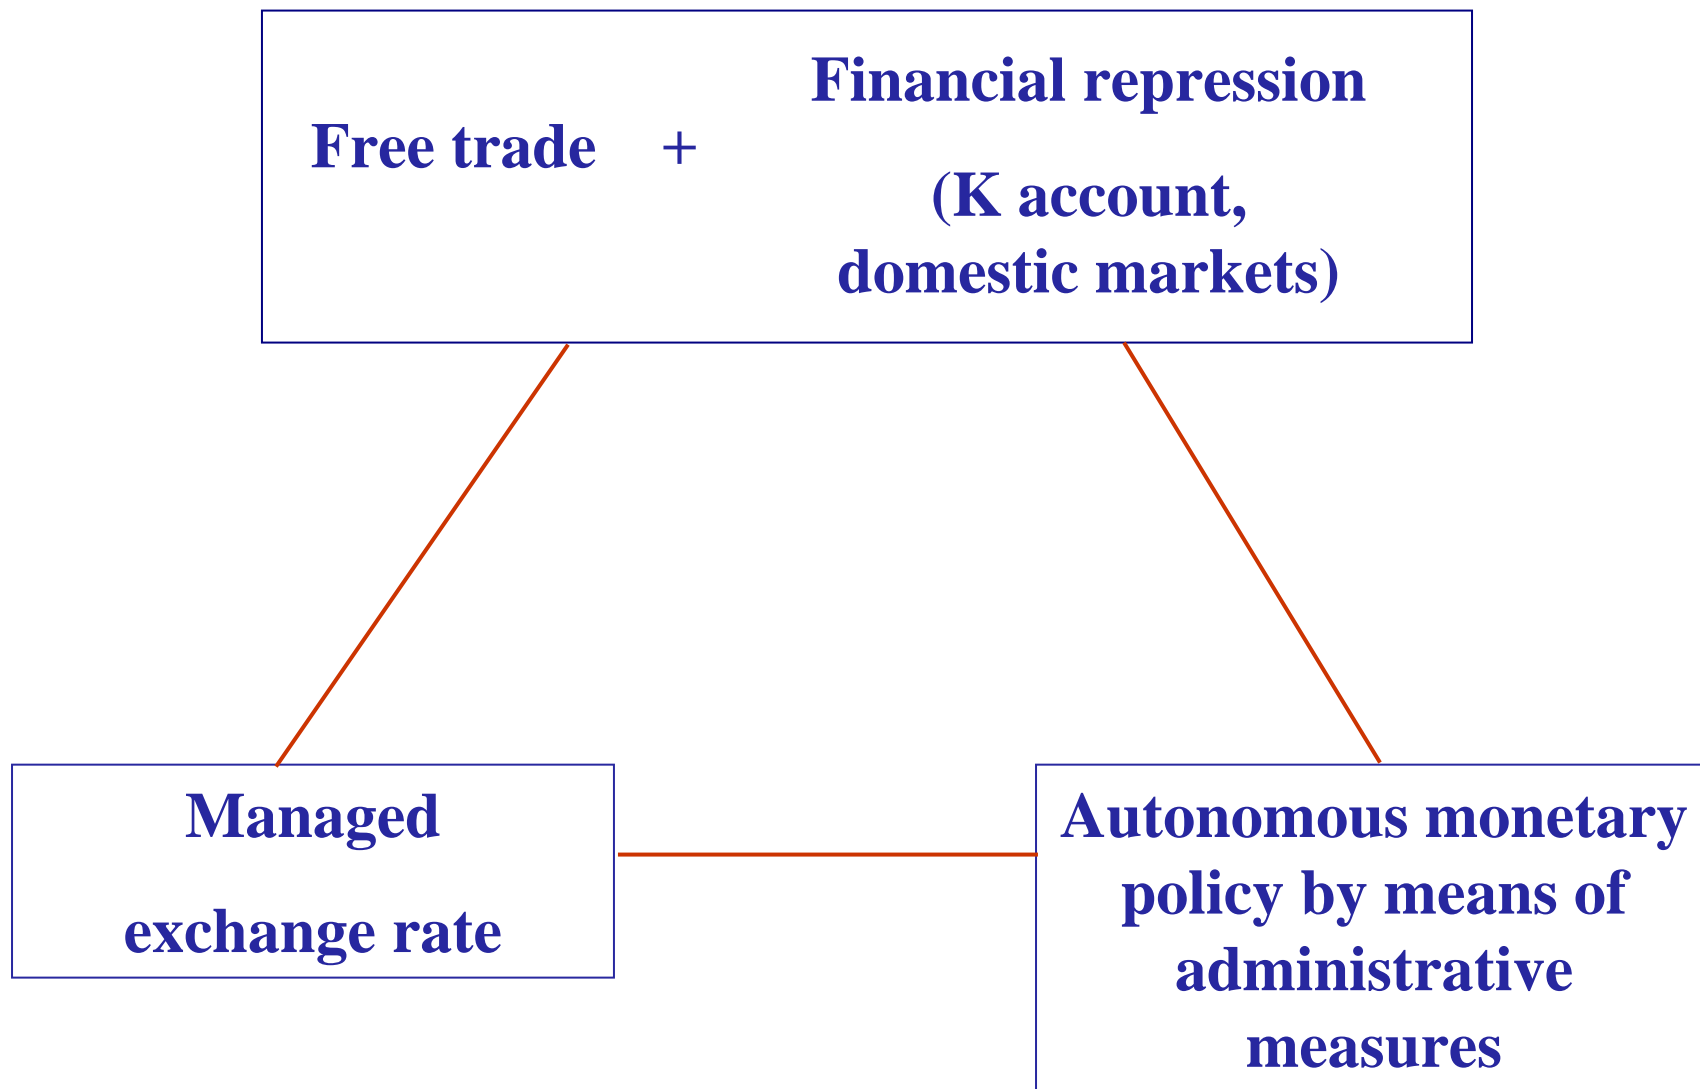 Free trade +
Financial repression
(K account,
domestic markets)
Managed
exchange rate
Autonomous monetary
policy by means of
administrative
measures